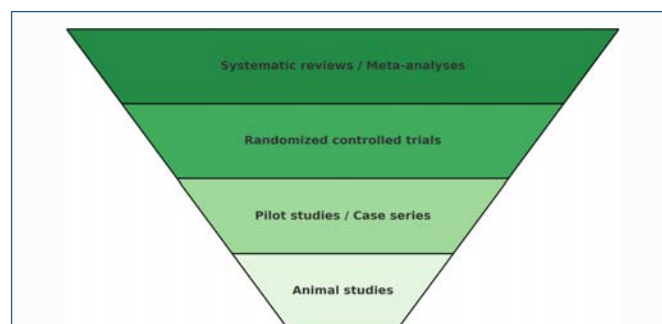 Systematic reviews / Meta-analyses
Randomized controlled trials
Pilot studies / Case series
Animal studies